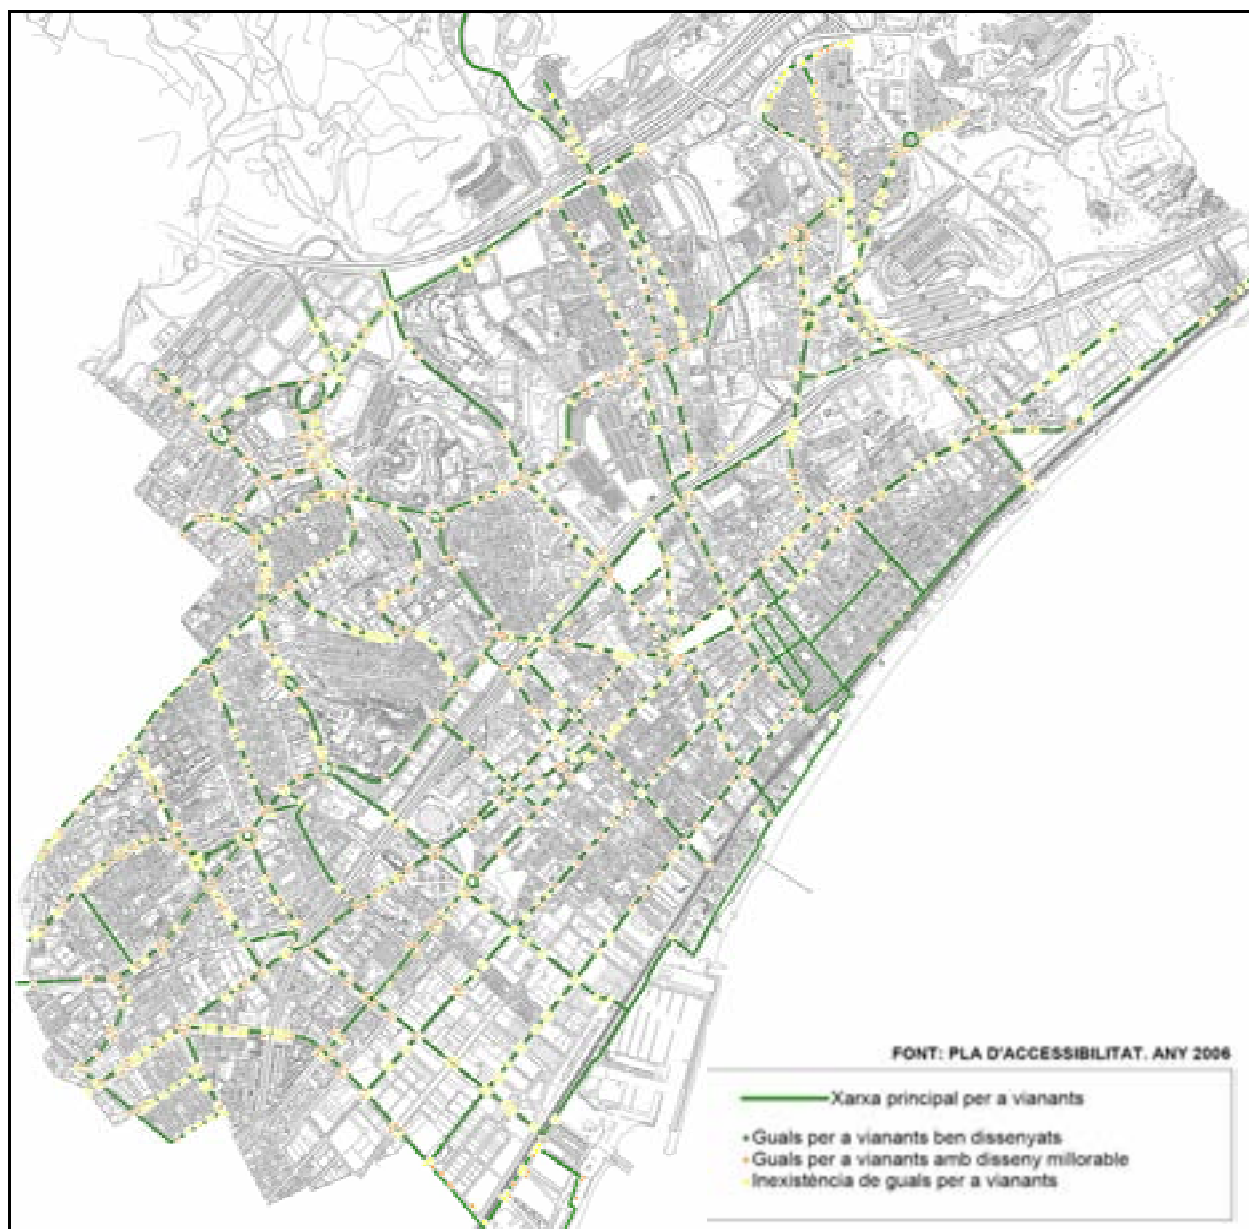 FONT: PLA D'ACCESSIBILITAT. ANY 2006
Xarxa principal per a vianants
Guals per a vianants ben dissenyats
Guals per a vianants amb disseny millorable
Inexistència de guals per a vianants